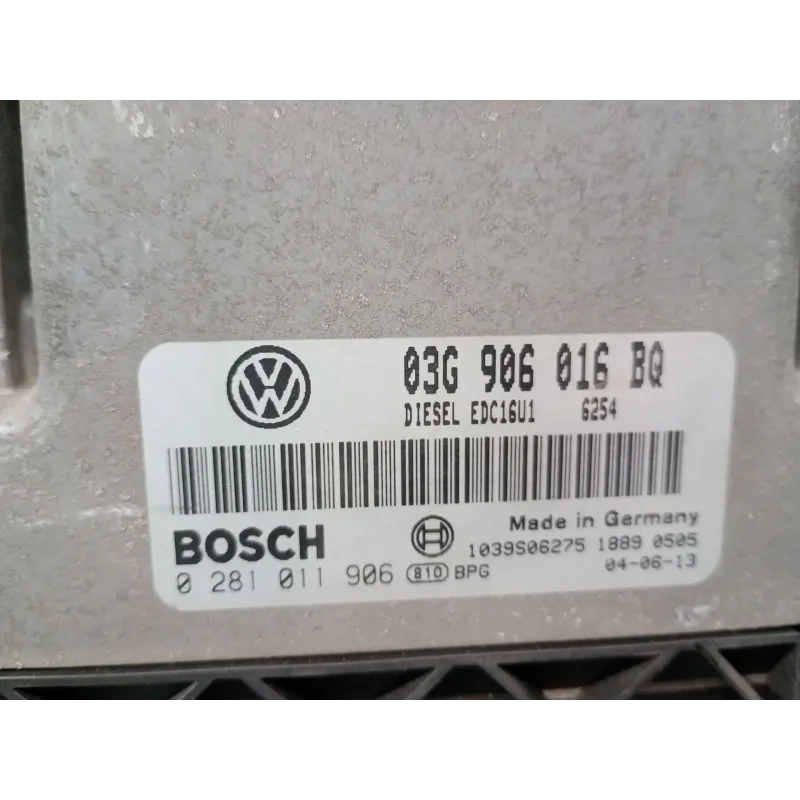 03G 906 016 BQ
DIESEL EDC16U1 6254
BOSCH
Made in Germany
1039S06275 1889 0505
0 281 011 906 810 BPG
04-06-13